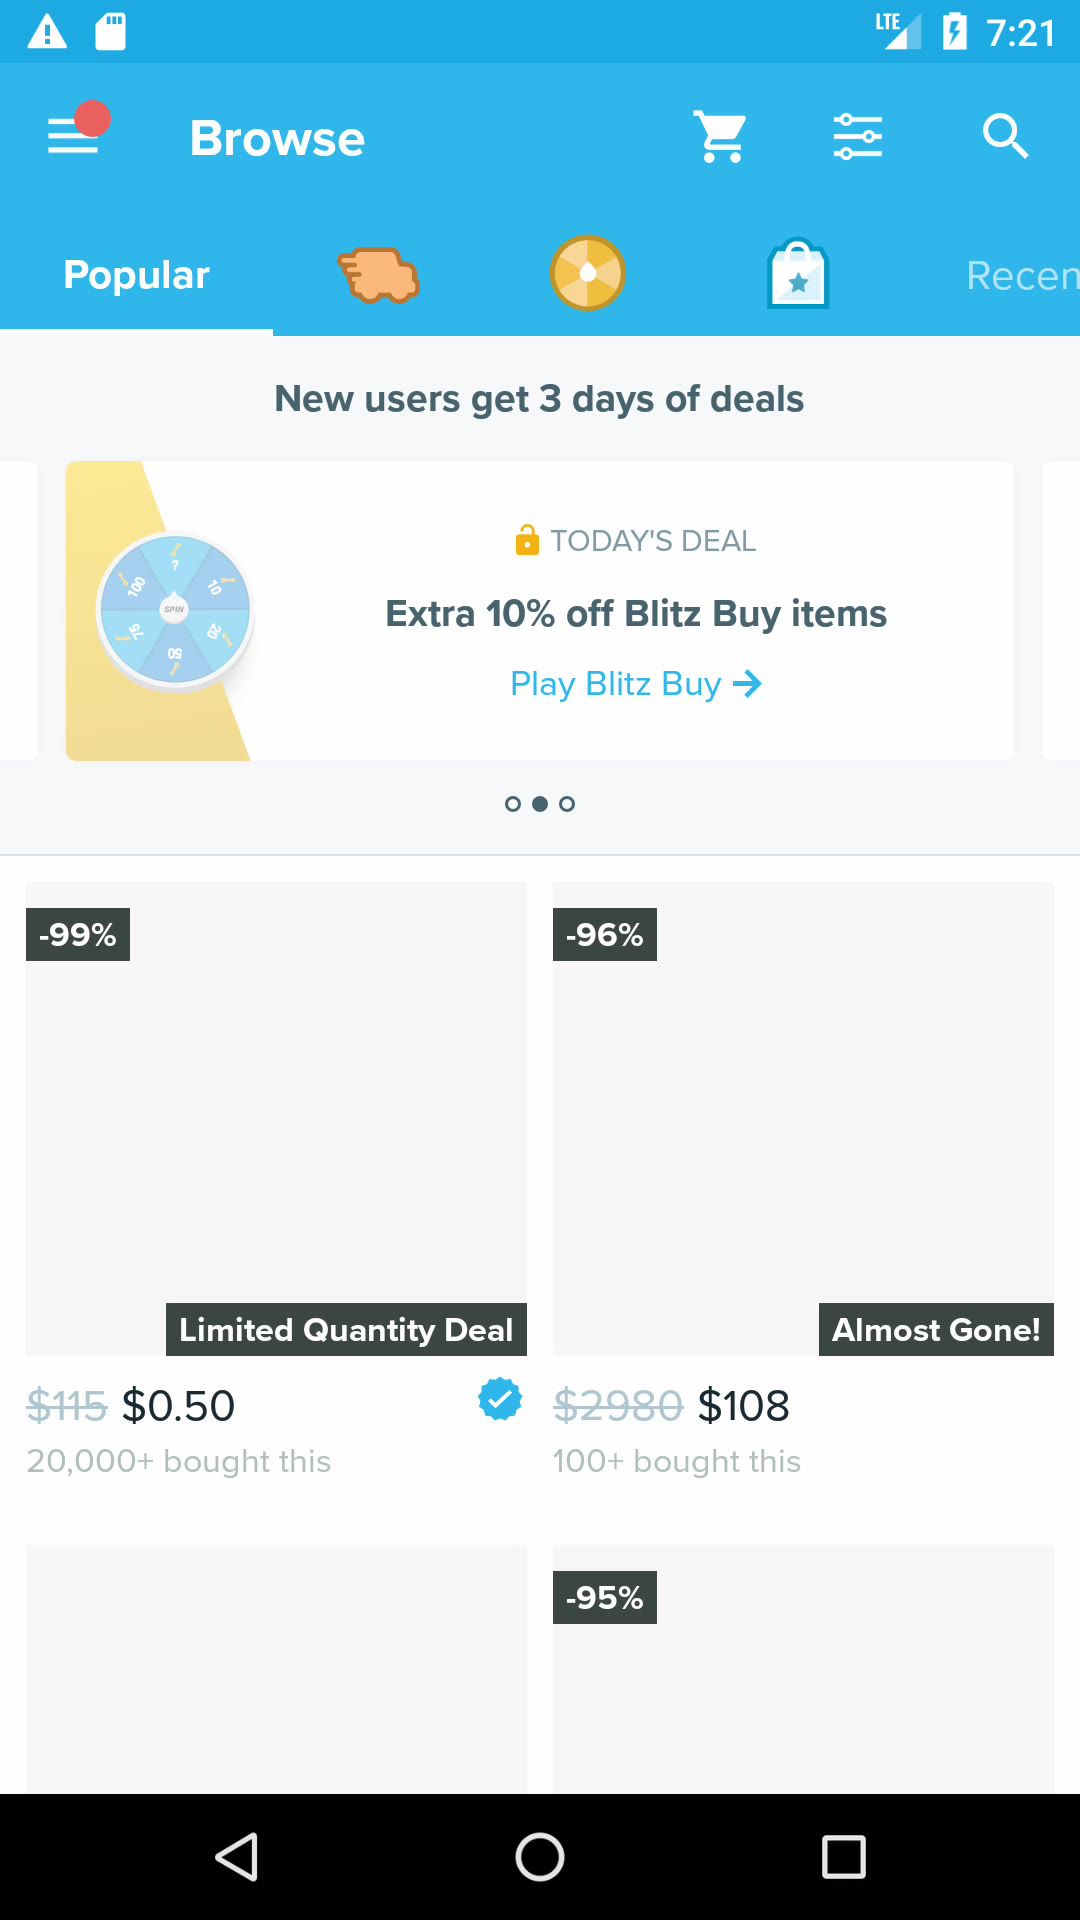 LTE 7:21
Browse
Popular
Recen
New users get 3 days of deals
TODAY'S DEAL
Extra 10% off Blitz Buy items
Play Blitz Buy
?
10
20
50
75
100
SPIN
-99%
-96%
Limited Quantity Deal
Almost Gone!
$115 $0.50
$2980 $108
20,000+ bought this
100+ bought this
-95%